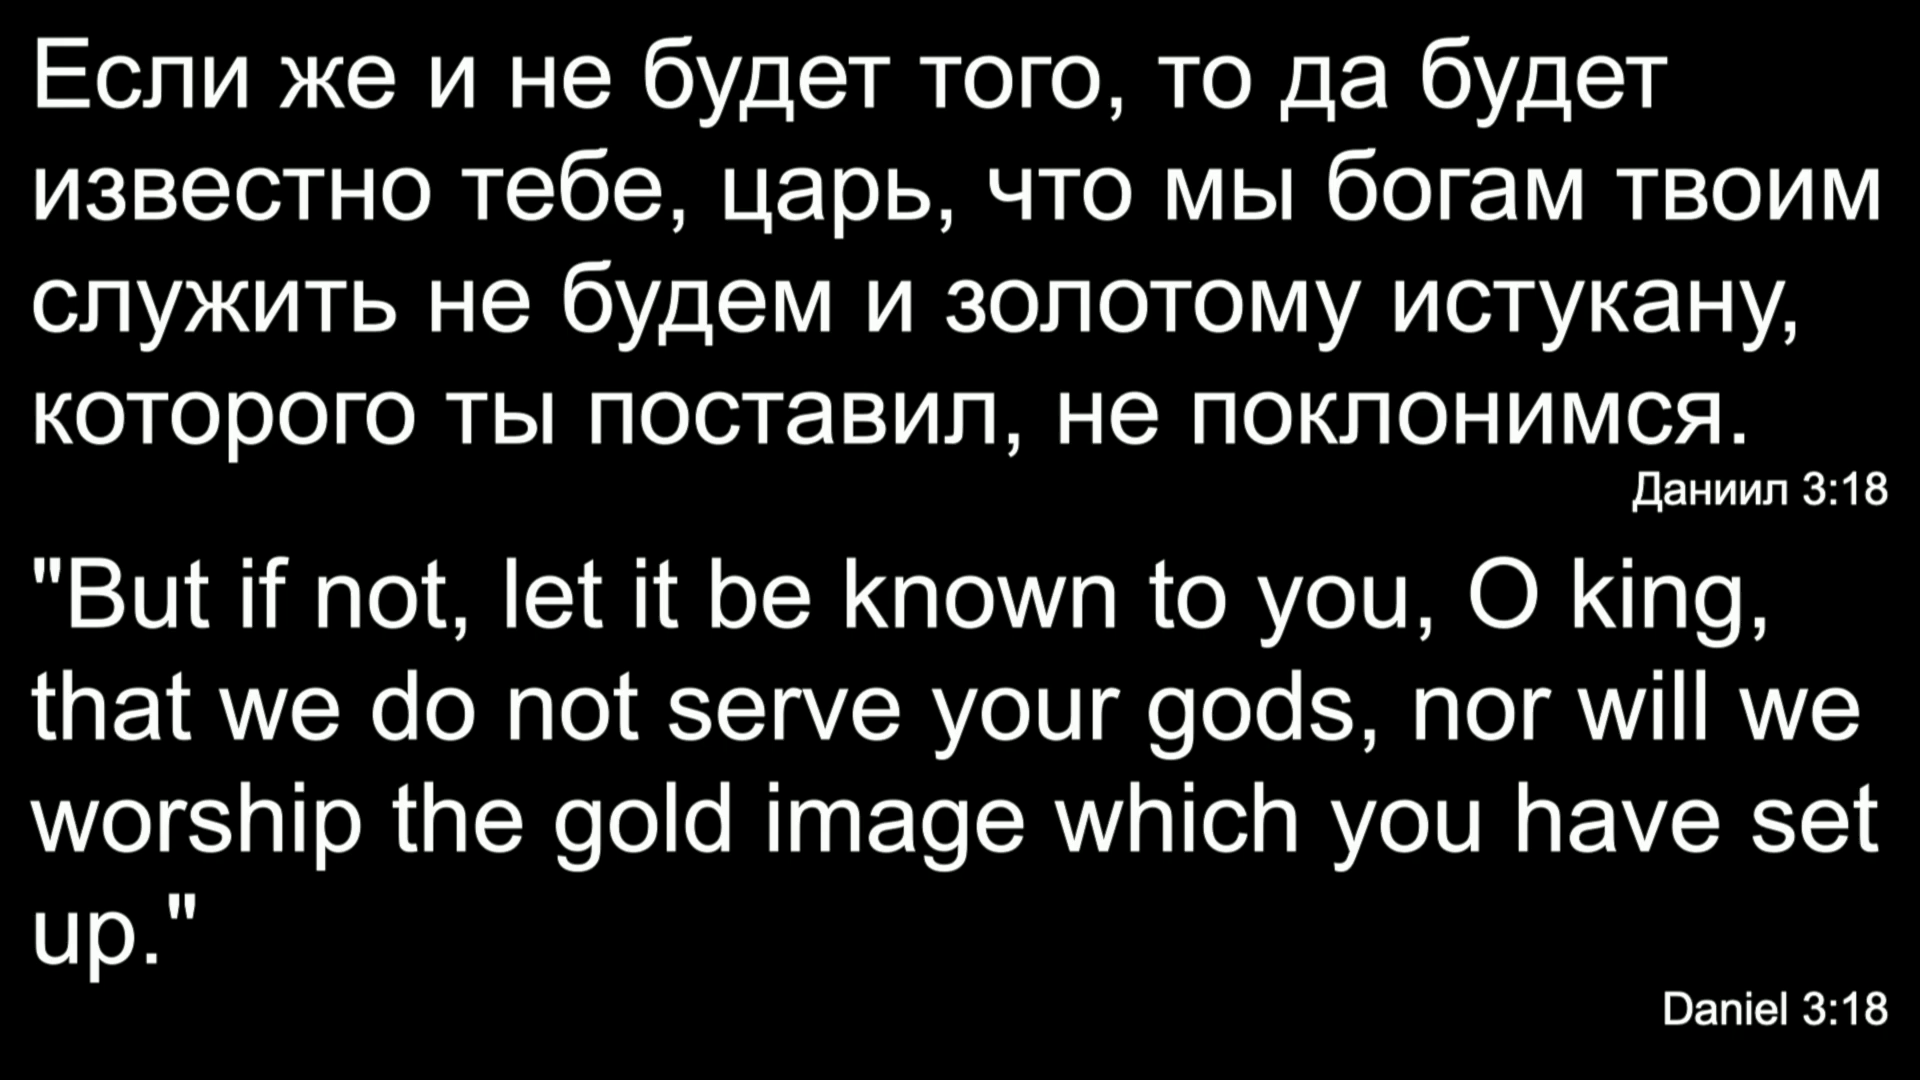 Если же и не будет того, то да будет
известно тебе, царь, что мы богам твоим
служить не будем и золотому истукану,
которого ты поставил, не поклонимся.
Даниил 3:18
"But if not, let it be known to you, O king,
that we do not serve your gods, nor will we
worship the gold image which you have set
up."
Daniel 3:18